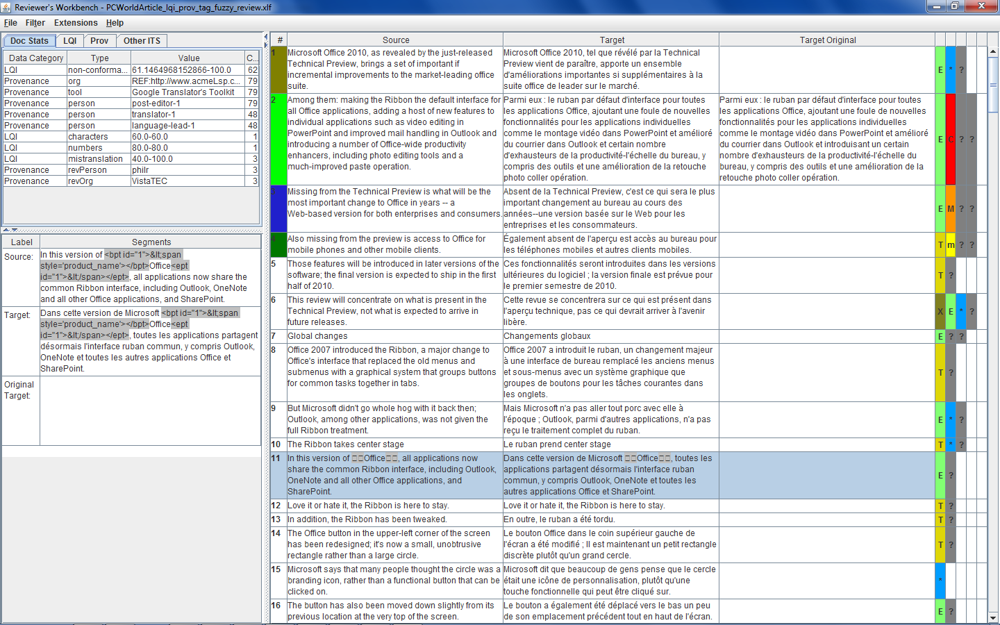 Reviewer's Workbench - PCWorldArticle_lqi_prov_tag_fuzzy_review.xlf
File Filter Extensions Help
Doc Stats LQI Prov Other ITS
Data Category Type Value C...
LQI non-conforma... 61.1464968152866-100.0 62
Provenance org REF:http://www.acmeLsp.c... 79
Provenance tool Google Translator's Toolkit 79
Provenance person post-editor-1 79
Provenance person translator-1 48
Provenance person language-lead-1 48
LQI characters 60.0-60.0 1
LQI numbers 80.0-80.0 1
LQI mistranslation 40.0-100.0 3
Provenance revPerson philr 3
Provenance revOrg VistaTEC 3
Label Segments
Source:
In this version of <bpt id="1">&lt;span
style='product_name'></bpt>Office<ept
id="1">&lt;/span></ept>, all applications now share the
common Ribbon interface, including Outlook, OneNote
and all other Office applications, and SharePoint.
Target:
Dans cette version de Microsoft <bpt id="1">&lt;span
style='product_name'></bpt>Office<ept
id="1">&lt;/span></ept>, toutes les applications partagent
désormais l'interface ruban commun, y compris Outlook,
OneNote et toutes les autres applications Office et
SharePoint.
Original
Target:
# Source Target Target Original
1
Microsoft Office 2010, as revealed by the just-released
Technical Preview, brings a set of important if
incremental improvements to the market-leading office
suite.
Microsoft Office 2010, tel que révélé par la Technical
Preview vient de paraître, apporte un ensemble
d'améliorations importantes si supplémentaires à la
suite office de leader sur le marché.
E * ?
2
Among them: making the Ribbon the default interface for
all Office applications, adding a host of new features to
individual applications such as video editing in
PowerPoint and improved mail handling in Outlook and
introducing a number of Office-wide productivity
enhancers, including photo editing tools and a
much-improved paste operation.
Parmi eux : le ruban par défaut d'interface pour toutes
les applications Office, ajoutant une foule de nouvelles
fonctionnalités pour les applications individuelles
comme le montage vidéo dans PowerPoint et amélioré
du courrier dans Outlook et certain nombre
d'exhausteurs de la productivité-l'échelle du bureau, y
compris des outils et une amélioration de la retouche
photo coller opération.
Parmi eux : le ruban par défaut d'interface pour toutes
les applications Office, ajoutant une foule de nouvelles
fonctionnalités pour les applications individuelles
comme le montage vidéo dans PowerPoint et amélioré
du courrier dans Outlook et introduisant un certain
nombre d'exhausteurs de la productivité-l'échelle du
bureau, y compris des outils et une amélioration de la
retouche photo coller opération.
E C ? ?
3
Missing from the Technical Preview is what will be the
most important change to Office in years -- a
Web-based version for both enterprises and consumers.
Absent de la Technical Preview, c'est ce qui sera le plus
important changement au bureau au cours des
années--une version basée sur le Web pour les
entreprises et les consommateurs.
E M ? ?
4
Also missing from the preview is access to Office for
mobile phones and other mobile clients.
Également absent de l'aperçu est accès au bureau pour
les téléphones mobiles et autres clients mobiles.
T m ? ?
5
Those features will be introduced in later versions of the
software; the final version is expected to ship in the first
half of 2010.
Ces fonctionnalités seront introduites dans les versions
ultérieures du logiciel ; la version finale est prévue pour
le premier semestre de 2010.
T ?
6
This review will concentrate on what is present in the
Technical Preview, not what is expected to arrive in
future releases.
Cette revue se concentrera sur ce qui est présent dans
l'aperçu technique, pas ce qui devrait arriver à l'avenir
libère.
X E * ?
7
Global changes
Changements globaux
E ? ?
8
Office 2007 introduced the Ribbon, a major change to
Office's interface that replaced the old menus and
submenus with a graphical system that groups buttons
for common tasks together in tabs.
Office 2007 a introduit le ruban, un changement majeur
à une interface de bureau remplacé les anciens menus
et sous-menus avec un système graphique que
groupes de boutons pour les tâches courantes dans
les onglets.
T ?
9
But Microsoft didn't go whole hog with it back then;
Outlook, among other applications, was not given the
full Ribbon treatment.
Mais Microsoft n'a pas aller tout porc avec elle à
l'époque ; Outlook, parmi d'autres applications, n'a pas
reçu le traitement complet du ruban.
E * ?
10
The Ribbon takes center stage
Le ruban prend center stage
T * ?
11
In this version of Office, all applications now
share the common Ribbon interface, including Outlook,
OneNote and all other Office applications, and
SharePoint.
Dans cette version de Microsoft Office, toutes les
applications partagent désormais l'interface ruban
commun, y compris Outlook, OneNote et toutes les
autres applications Office et SharePoint.
E ?
12
Love it or hate it, the Ribbon is here to stay.
Love it or hate it, the Ribbon is here to stay.
T ?
13
In addition, the Ribbon has been tweaked.
En outre, le ruban a été tordu.
T ?
14
The Office button in the upper-left corner of the screen
has been redesigned; it's now a small, unobtrusive
rectangle rather than a large circle.
Le bouton Office dans le coin supérieur gauche de
l'écran a été modifié ; Il est maintenant un petit rectangle
discrète plutôt qu'un grand cercle.
T ?
15
Microsoft says that many people thought the circle was a
branding icon, rather than a functional button that can be
clicked on.
Microsoft dit que beaucoup de gens pense que le cercle
était une icône de personnalisation, plutôt qu'une
touche fonctionnelle qui peut être cliqué sur.
*
16
The button has also been moved down slightly from its
previous location at the very top of the screen.
Le bouton a également été déplacé vers le bas un peu
de son emplacement précédent tout en haut de l'écran.
E ?